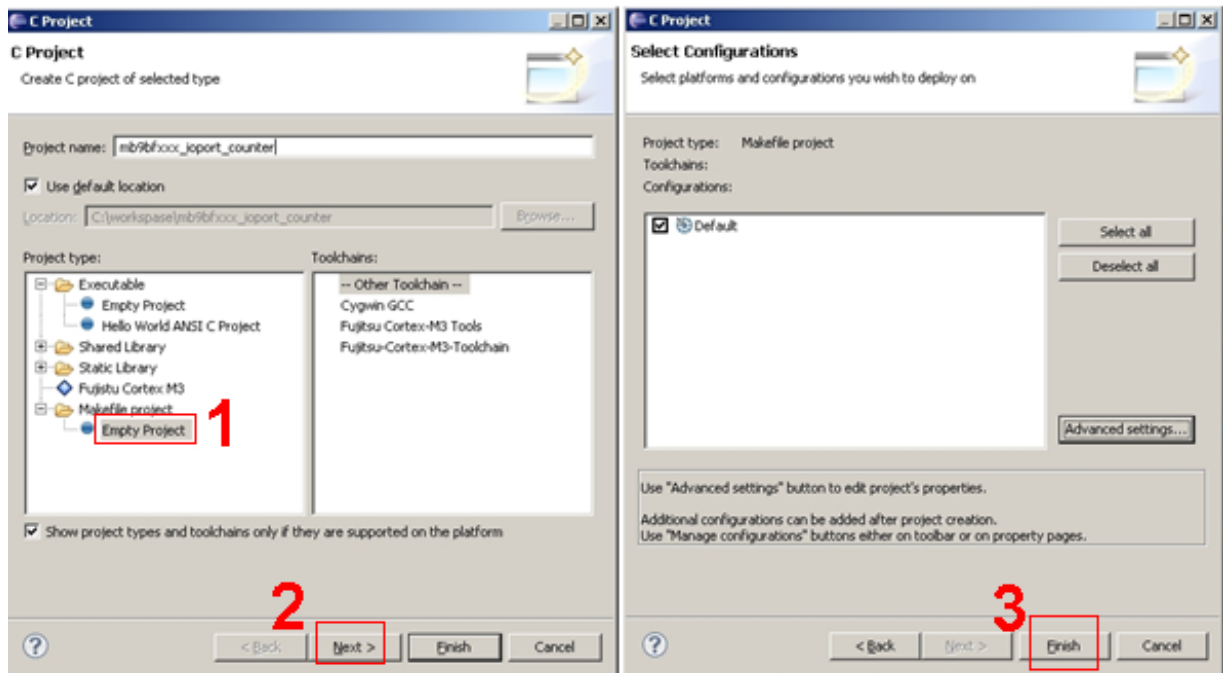 C Project
C Project
Create C project of selected type
Project name: mb9bfxxx_ioport_counter
Use default location
Location: C:\workspase\mb9bfxxx_ioport_counter Browse...
Project type: Toolchains:
Executable
Empty Project
Hello World ANSI C Project
Shared Library
Static Library
Fujistu Cortex M3
Makefile project
Empty Project
1
-- Other Toolchain --
Cygwin GCC
Fujitsu Cortex-M3 Tools
Fujitsu-Cortex-M3-Toolchain
Show project types and toolchains only if they are supported on the platform
2
? < Back Next > Finish Cancel
C Project
Select Configurations
Select platforms and configurations you wish to deploy on
Project type: Makefile project
Toolchains:
Configurations:
Default
Select all
Deselect all
Advanced settings...
Use "Advanced settings" button to edit project's properties.
Additional configurations can be added after project creation.
Use "Manage configurations" buttons either on toolbar or on property pages.
3
? < Back Next > Finish Cancel